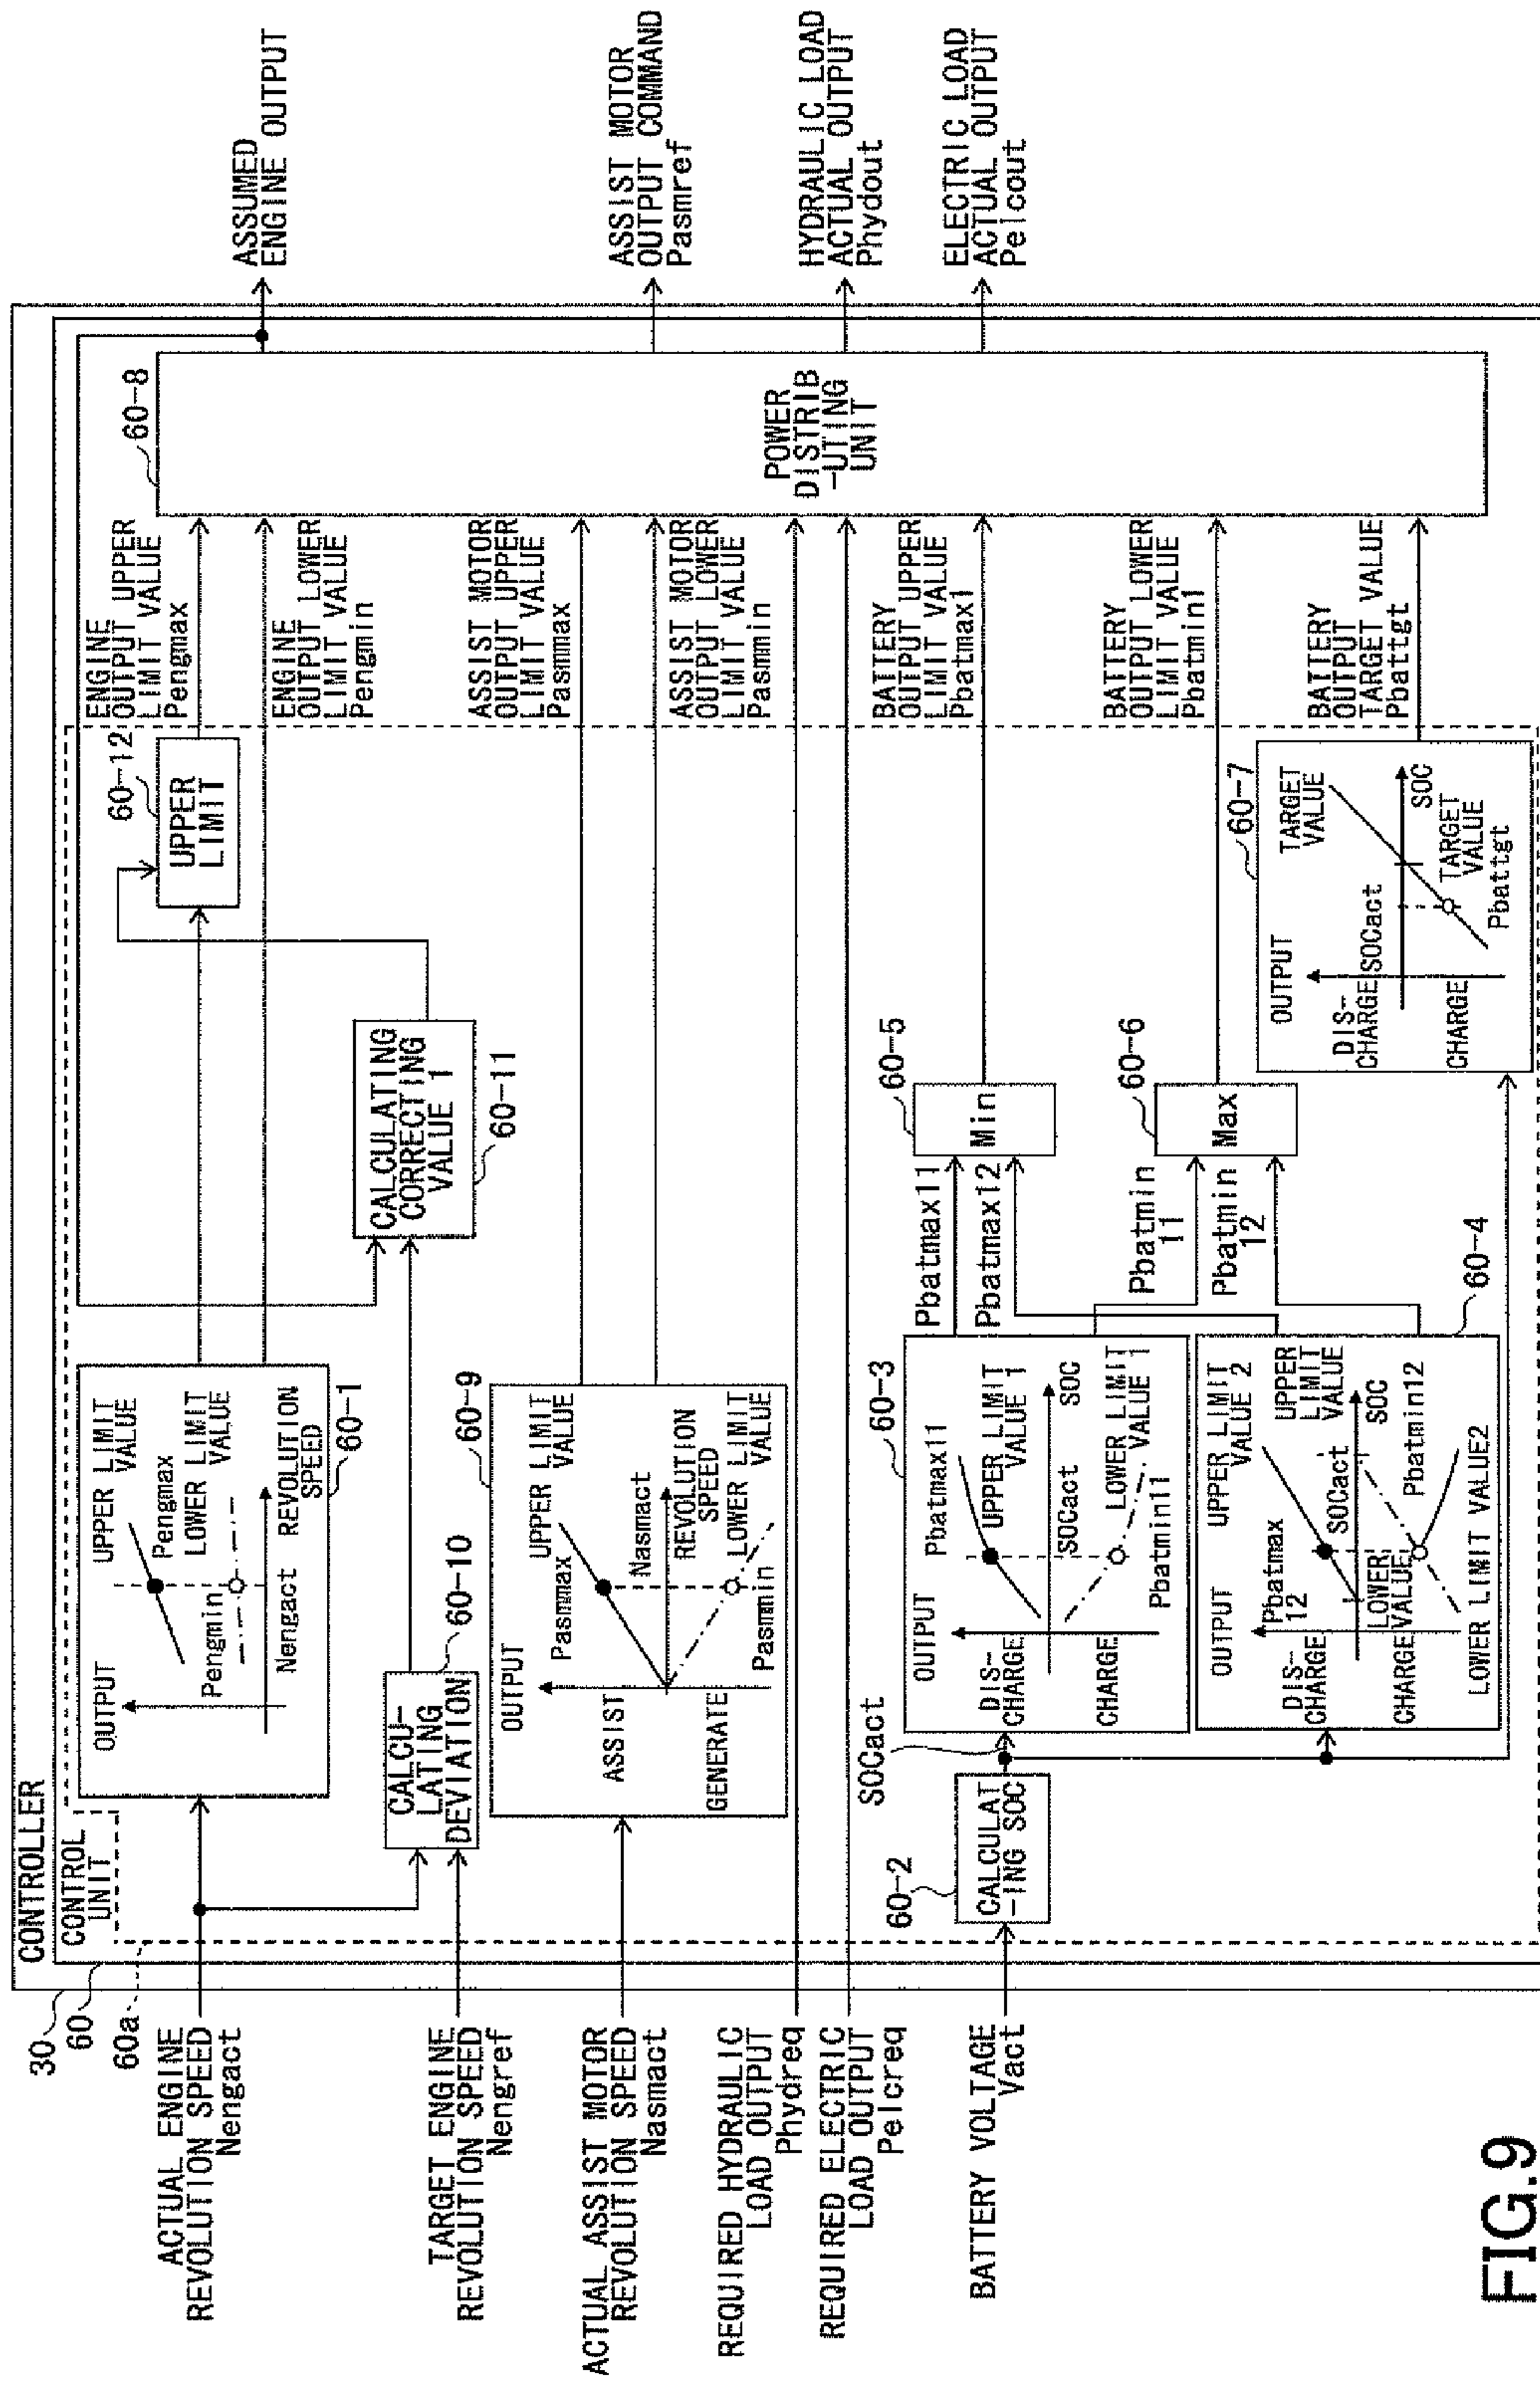 FIG.9
30
60
60a
CONTROLLER
CONTROL
UNIT
ACTUAL ENGINE
REVOLUTION SPEED
Nengact
TARGET ENGINE
REVOLUTION SPEED
Nengref
ACTUAL ASSIST MOTOR
REVOLUTION SPEED
Nasmact
REQUIRED HYDRAULIC
LOAD OUTPUT
Phydreq
REQUIRED ELECTRIC
LOAD OUTPUT
Pelcreq
BATTERY VOLTAGE
Vact
OUTPUT
UPPER LIMIT
VALUE
Pengmax
LOWER LIMIT
VALUE
Pengmin
Nengact
REVOLUTION
SPEED
60-1
CALCU-
LATING
DEVIATION
60-10
CALCULATING
CORRECTING
VALUE 1
60-11
60-12
UPPER
LIMIT
60-9
OUTPUT
UPPER LIMIT
VALUE
Pasmmax
ASSIST
Nasmact
REVOLUTION
SPEED
LOWER LIMIT
VALUE
GENERATE
Pasmmin
60-2
CALCULAT
-ING SOC
SOCact
60-3
OUTPUT
Pbatmax11
UPPER LIMIT
VALUE 1
DIS-
CHARGE
SOCact
SOC
CHARGE
LOWER LIMIT
VALUE 1
Pbatmin11
60-4
OUTPUT
UPPER LIMIT
VALUE 2
Pbatmax
12
UPPER
LIMIT
VALUE
DIS-
CHARGE
SOCact
SOC
LOWER
VALUE
CHARGE
Pbatmin12
LOWER LIMIT VALUE2
Pbatmax11
Pbatmax12
60-5
Min
Pbatmin
11
Pbatmin
12
60-6
Max
60-7
OUTPUT
TARGET
VALUE
DIS-
CHARGE
SOCact
SOC
CHARGE
TARGET
VALUE
Pbattgt
ENGINE
OUTPUT UPPER
LIMIT VALUE
Pengmax
ENGINE
OUTPUT LOWER
LIMIT VALUE
Pengmin
ASSIST MOTOR
OUTPUT UPPER
LIMIT VALUE
Pasmmax
ASSIST MOTOR
OUTPUT LOWER
LIMIT VALUE
Pasmmin
BATTERY
OUTPUT UPPER
LIMIT VALUE
Pbatmax1
BATTERY
OUTPUT LOWER
LIMIT VALUE
Pbatmin1
BATTERY
OUTPUT
TARGET VALUE
Pbattgt
60-8
POWER
DISTRIB
-UTING
UNIT
ASSUMED
ENGINE OUTPUT
ASSIST MOTOR
OUTPUT COMMAND
Pasmref
HYDRAULIC LOAD
ACTUAL OUTPUT
Phydout
ELECTRIC LOAD
ACTUAL OUTPUT
Pelcout